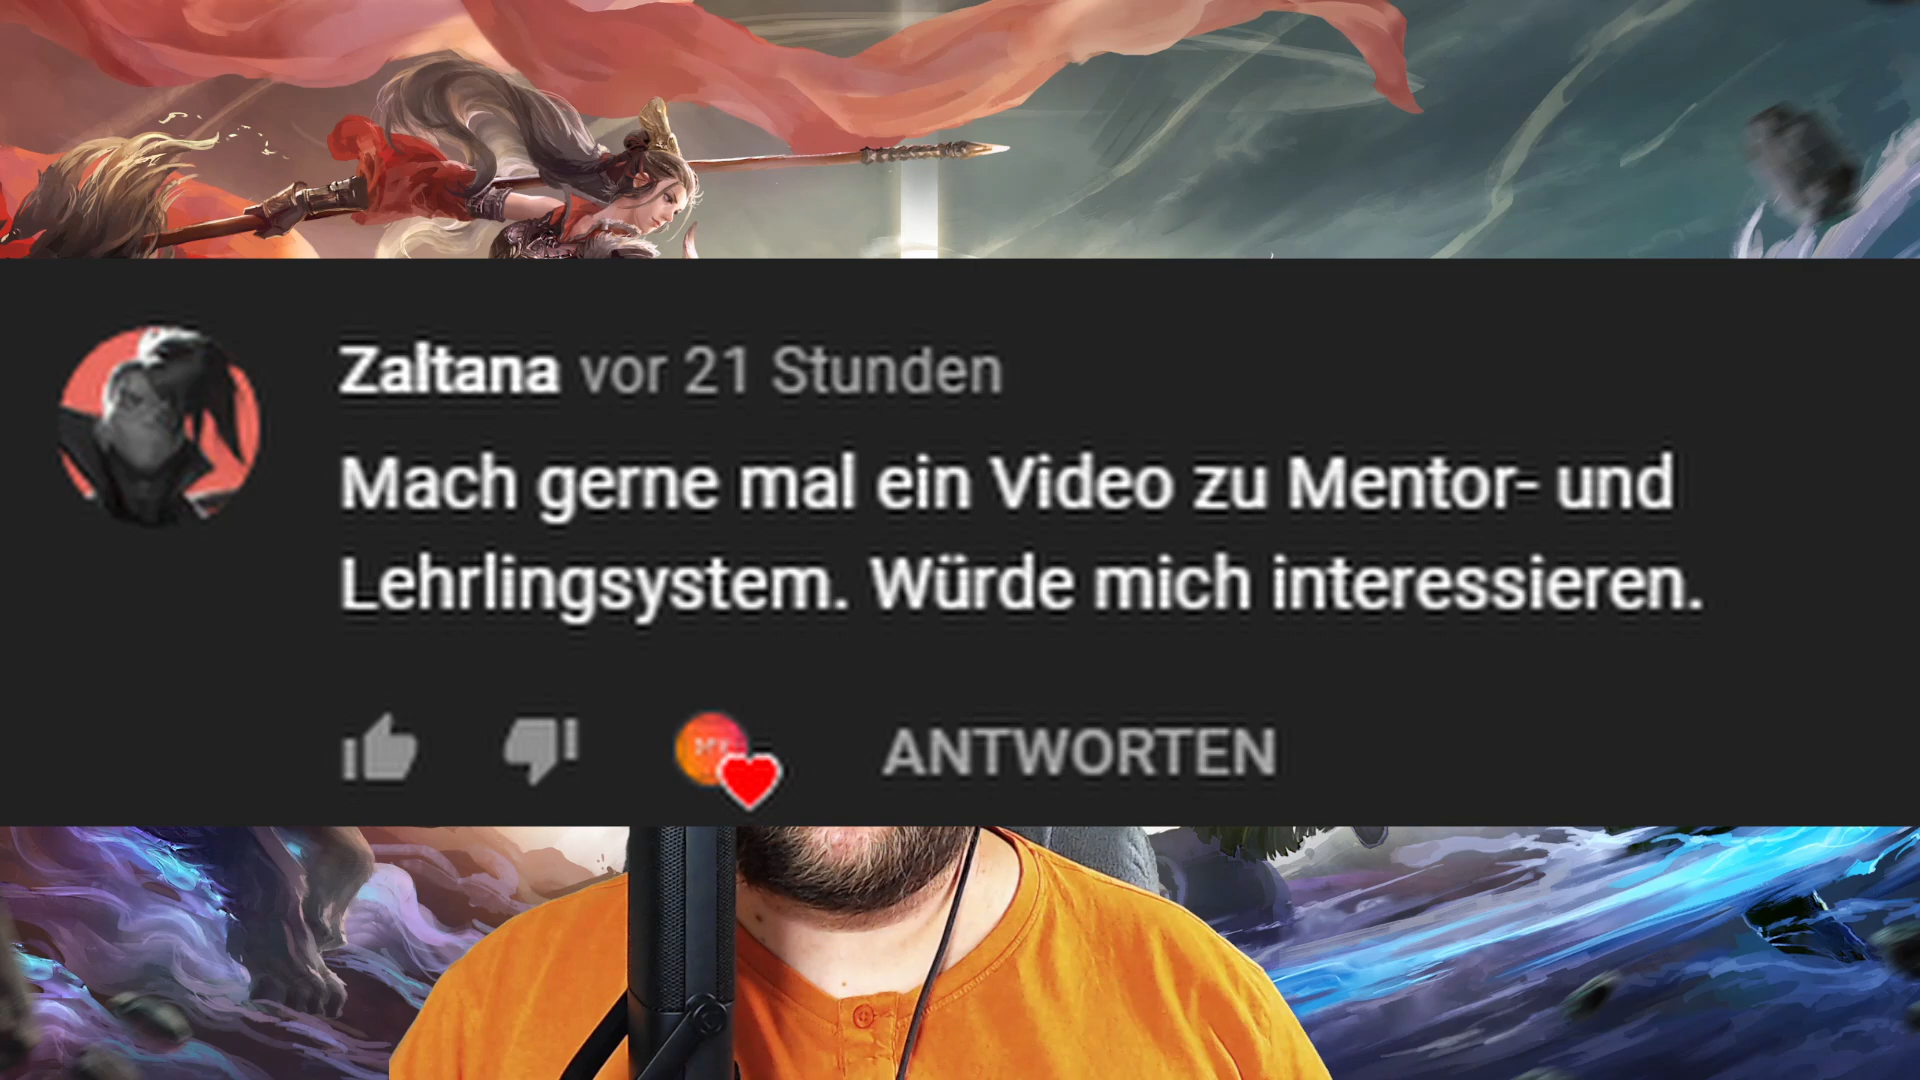 Zaltana vor 21 Stunden
Mach gerne mal ein Video zu Mentor- und
Lehrlingsystem. Würde mich interessieren.
ANTWORTEN